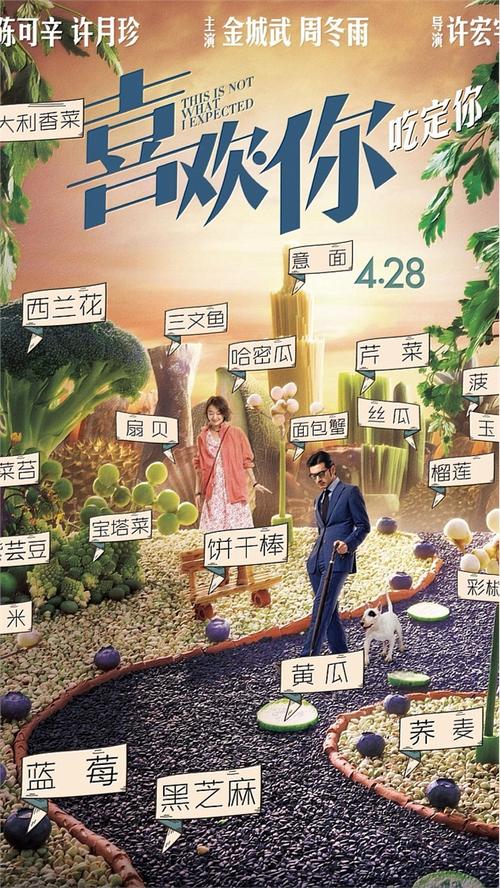 陈可辛 许月珍 主演 金城武 周冬雨 导演 许宏宇
喜欢·你
THIS IS NOT
WHAT
I EXPECTED
吃定你
大利香菜
意面
4.28
西兰花
三文鱼
哈密瓜
芹菜
菠
扇贝
面包蟹
丝瓜
玉
菜苔
榴莲
宝塔菜
饼干棒
芸豆
彩椒
米
黄瓜
荞麦
蓝莓
黑芝麻